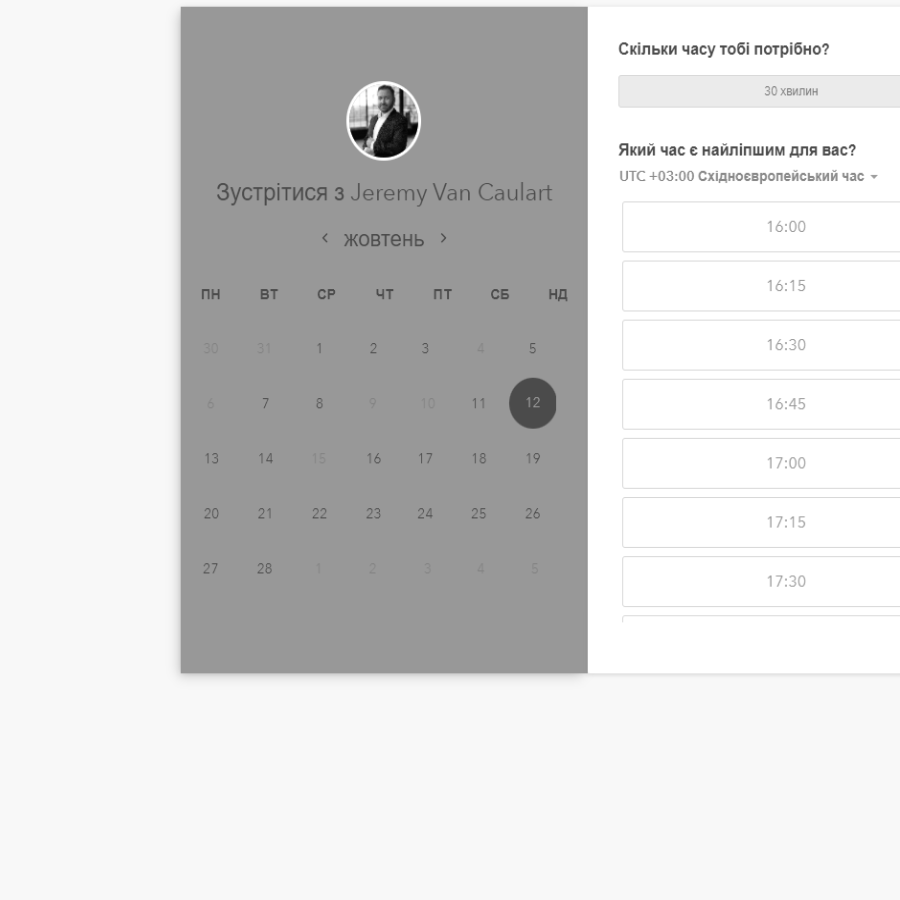 Зустрітися з Jeremy Van Caulart
жовтень
ПН ВТ СР ЧТ ПТ СБ НД
30 31 1 2 3 4 5
6 7 8 9 10 11 12
13 14 15 16 17 18 19
20 21 22 23 24 25 26
27 28 1 2 3 4 5
Скільки часу тобі потрібно?
30 хвилин
Який час є найліпшим для вас?
UTC +03:00 Східноєвропейський час
16:00
16:15
16:30
16:45
17:00
17:15
17:30